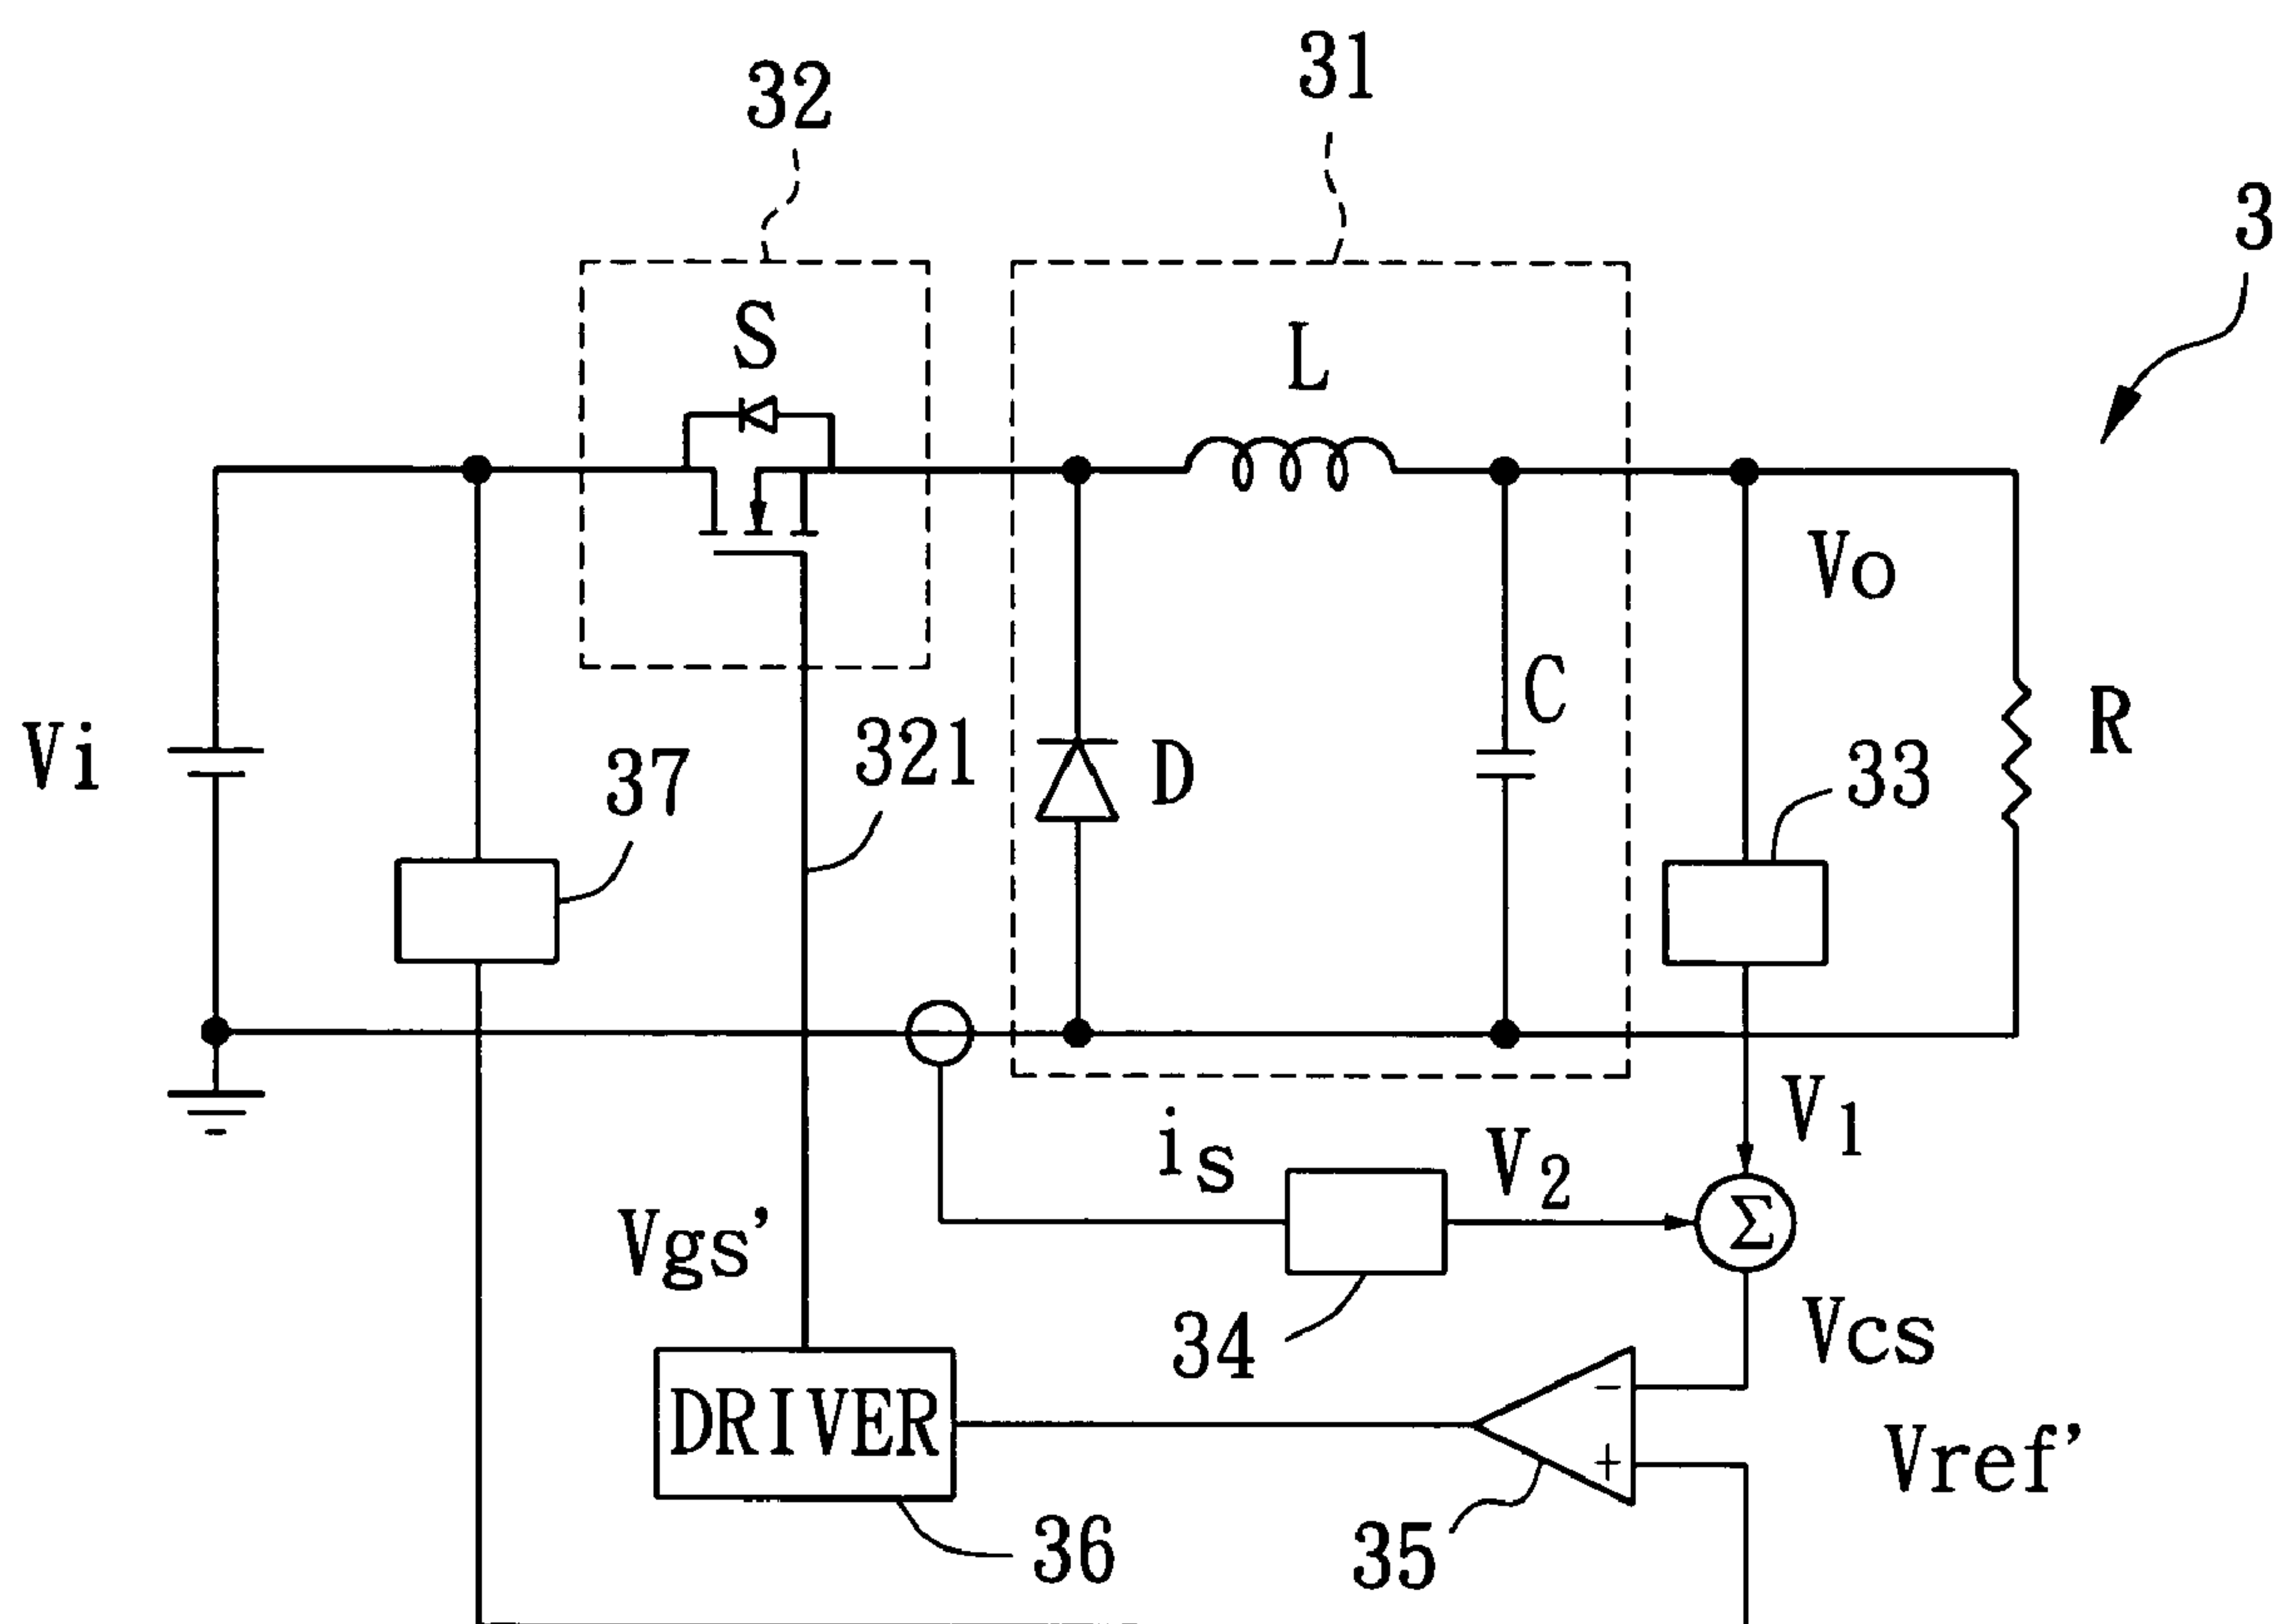 31
32
3
S
L
Vo
C
R
Vi
321
D
33
37
V1
is
V2
Σ
Vgs'
Vcs
34
DRIVER
-
+
Vref'
35
36